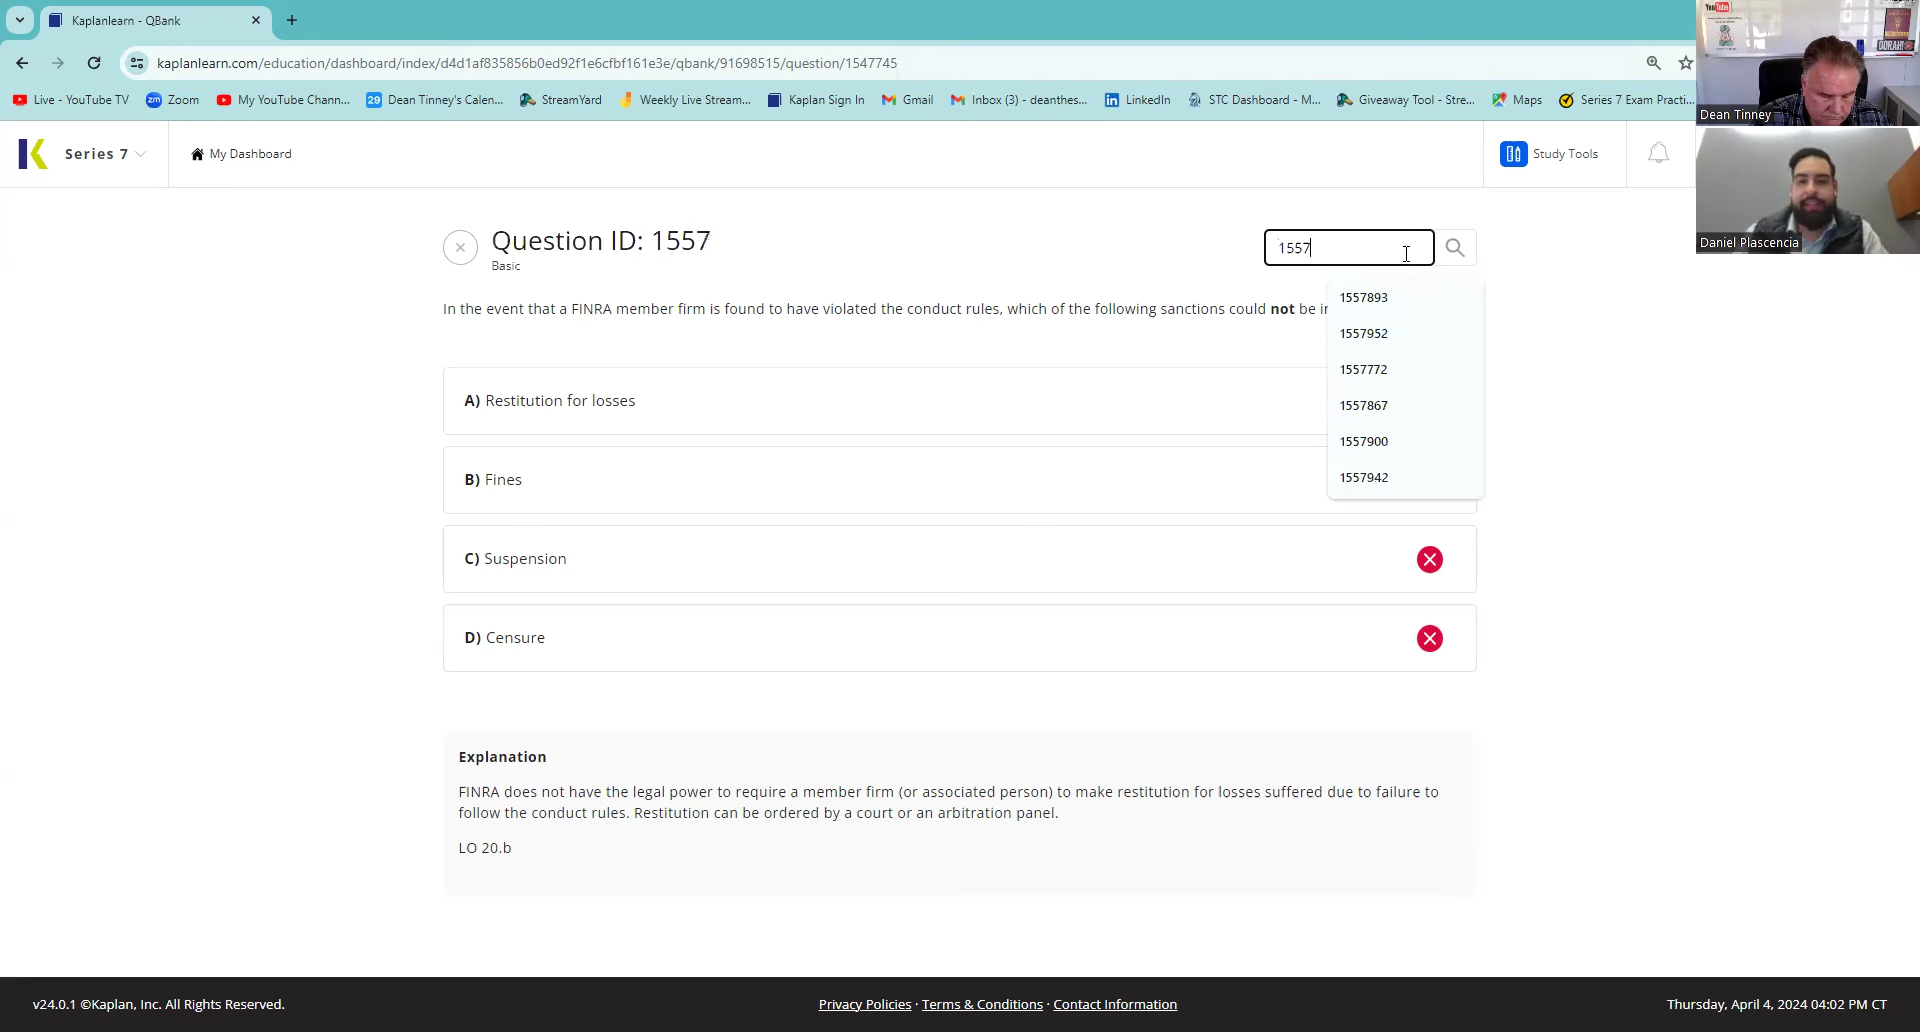 Kaplanlearn - QBank
kaplanlearn.com/education/dashboard/index/d4d1af835856b0ed92f1e6cfbf161e3e/qbank/91698515/question/1547745
Live - YouTube TV
zm Zoom
My YouTube Chann...
29 Dean Tinney's Calen...
StreamYard
Weekly Live Stream...
Kaplan Sign In
Gmail
Inbox (3) - deanthes...
in LinkedIn
STC Dashboard - M...
Giveaway Tool - Stre...
Maps
Series 7 Exam Practi...
YouTube
Dean Tinney
Daniel Plascencia
K
Series 7
My Dashboard
Study Tools
Question ID: 1557
Basic
1557
1557893
1557952
1557772
1557867
1557900
1557942
In the event that a FINRA member firm is found to have violated the conduct rules, which of the following sanctions could not be
A) Restitution for losses
B) Fines
C) Suspension
D) Censure
Explanation
FINRA does not have the legal power to require a member firm (or associated person) to make restitution for losses suffered due to failure to
follow the conduct rules. Restitution can be ordered by a court or an arbitration panel.
LO 20.b
v24.0.1 ©Kaplan, Inc. All Rights Reserved.
Privacy Policies · Terms & Conditions · Contact Information
Thursday, April 4, 2024 04:02 PM CT